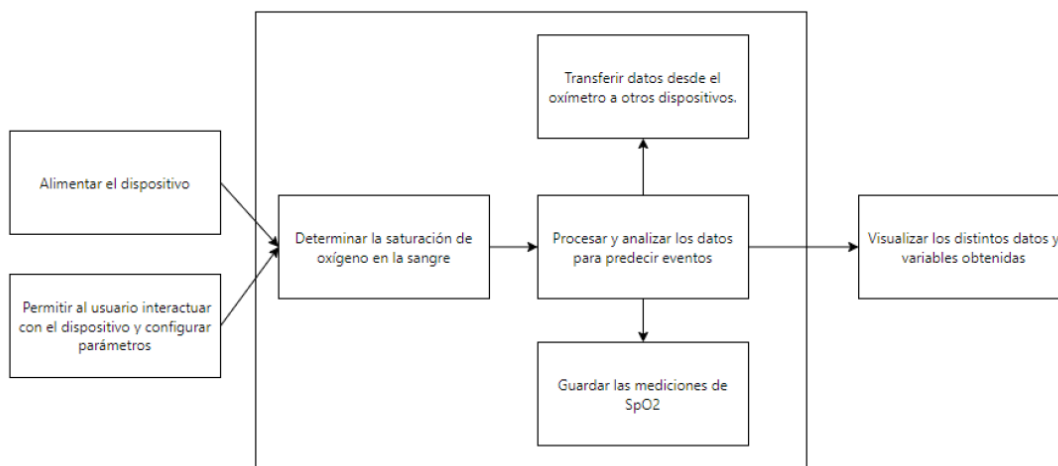 Transferir datos desde el
oxímetro a otros dispositivos.
Alimentar el dispositivo
Determinar la saturación de
oxígeno en la sangre
Procesar y analizar los datos
para predecir eventos
Visualizar los distintos datos y
variables obtenidas
Permitir al usuario interactuar
con el dispositivo y configurar
parámetros
Guardar las mediciones de
SpO2